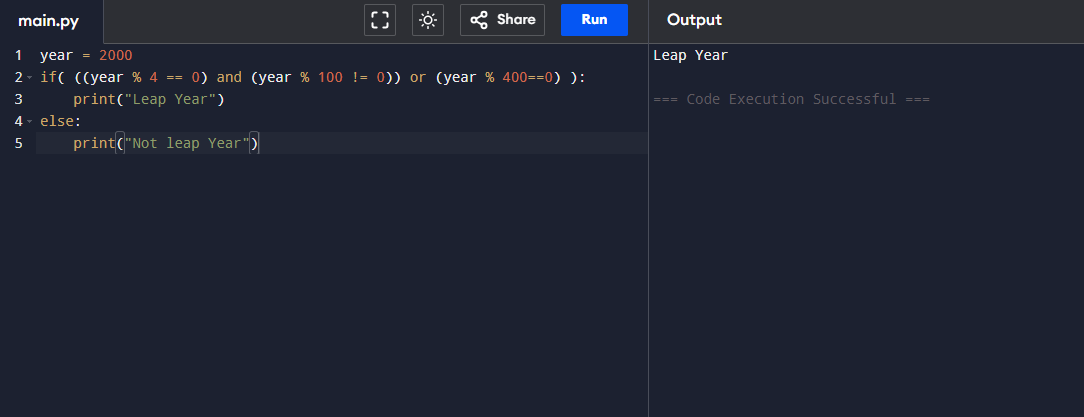 main.py
Share
Run
Output
1 year = 2000
2 if( ((year % 4 == 0) and (year % 100 != 0)) or (year % 400==0) ):
3     print("Leap Year")
4 else:
5     print("Not leap Year")
Leap Year
=== Code Execution Successful ===